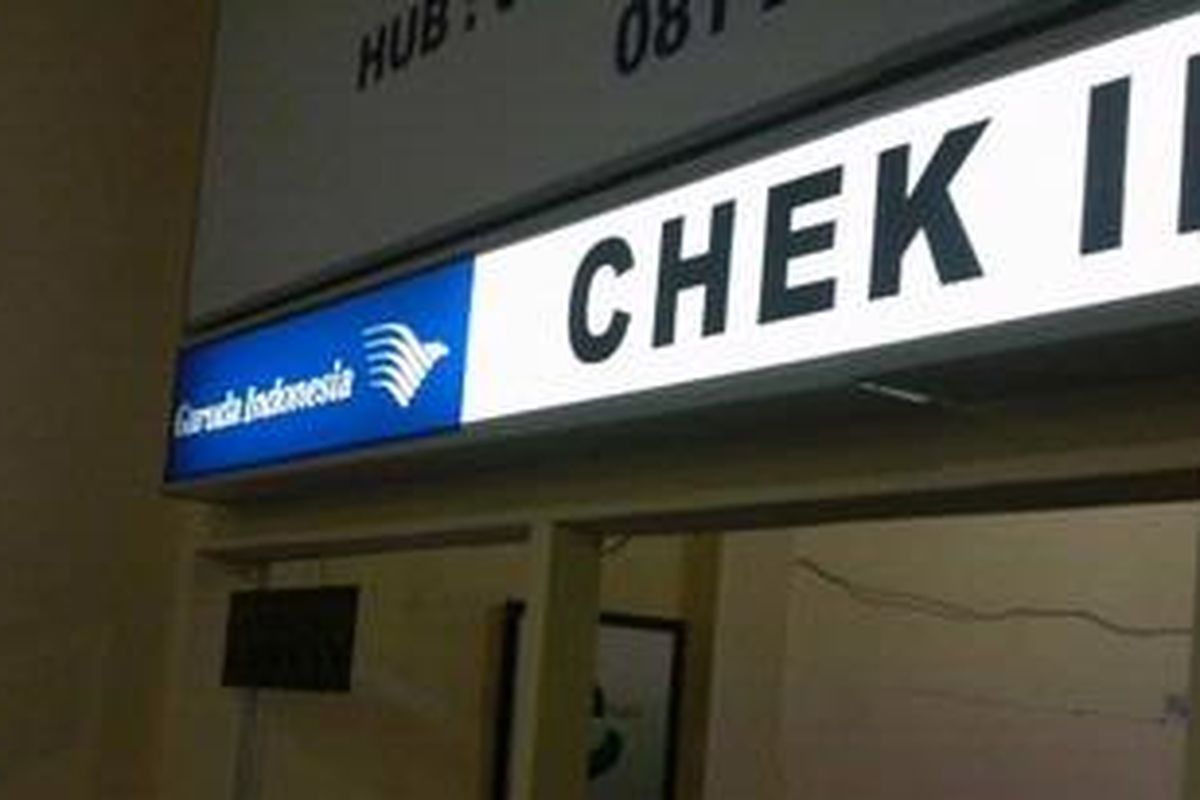 HUB :
081
Garuda Indonesia
CHEK I